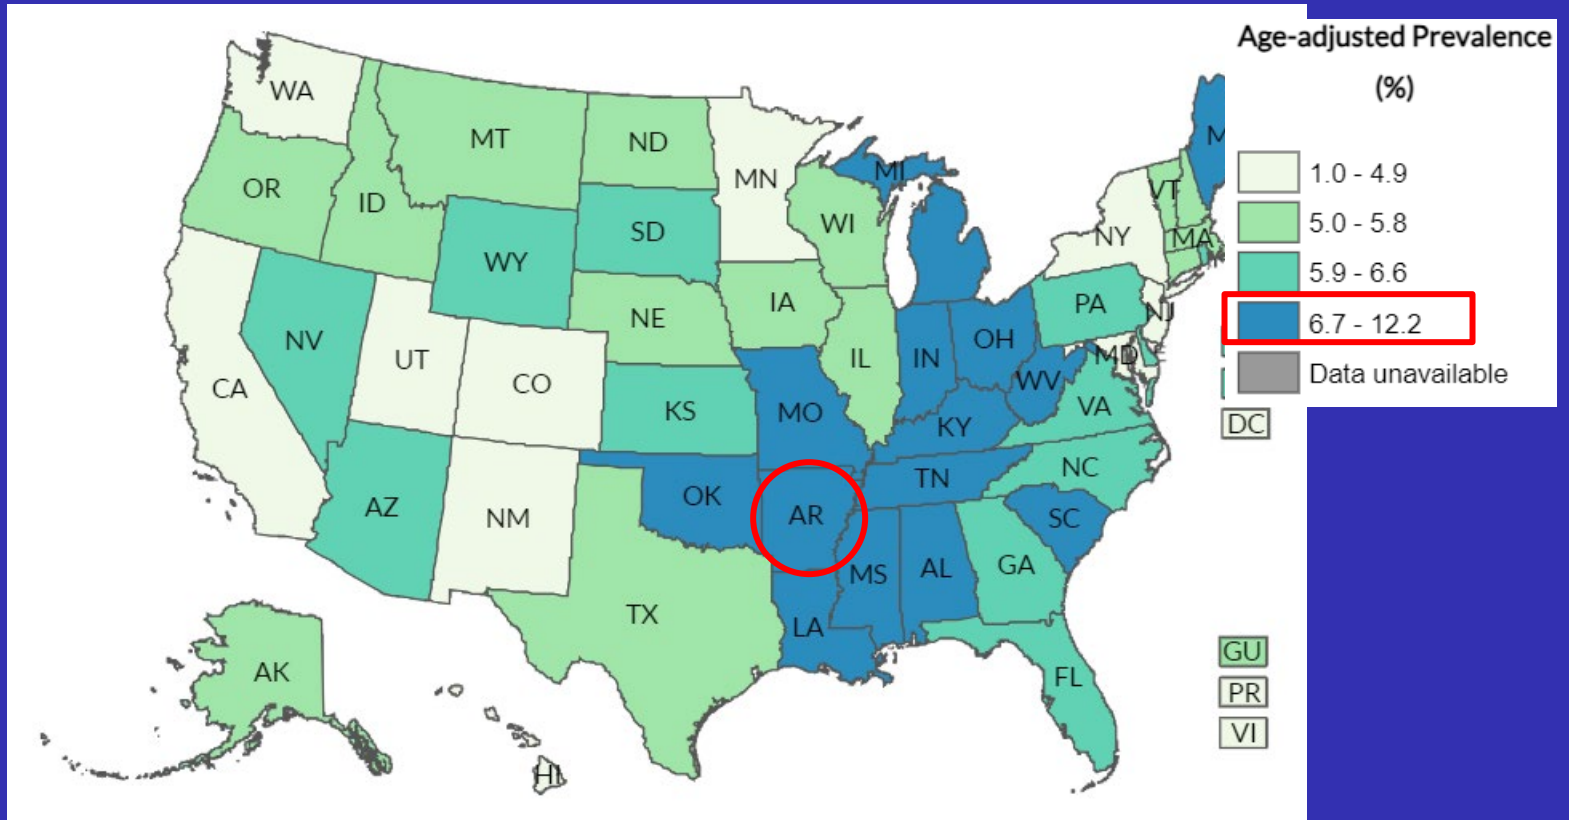 Age-adjusted Prevalence
(%)
1.0 - 4.9
5.0 - 5.8
5.9 - 6.6
6.7 - 12.2
Data unavailable
WA
MT
ND
MN
MI
M
OR
ID
SD
WI
NY
VT
MA
WY
IA
PA
NJ
NE
NV
UT
CO
IL
IN
OH
MD
WV
CA
KS
MO
VA
KY
DC
AZ
NM
OK
AR
TN
NC
SC
MS
AL
GA
TX
LA
AK
FL
GU
PR
VI
HI